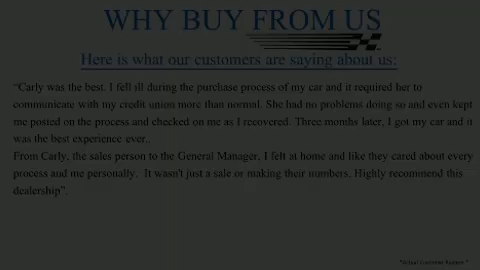 WHY BUY FROM US
Here is what our customers are saying about us:
“Carly was the best. I fell ill during the purchase process of my car and it required her to
communicate with my credit union more than normal. She had no problems doing so and even kept
me posted on the process and checked on me as I recovered. Three months later, I got my car and it
was the best experience ever..
From Carly, the sales person to the General Manager, I felt at home and like they cared about every
process and me personally. It wasn't just a sale or making their numbers. Highly recommend this
dealership”.